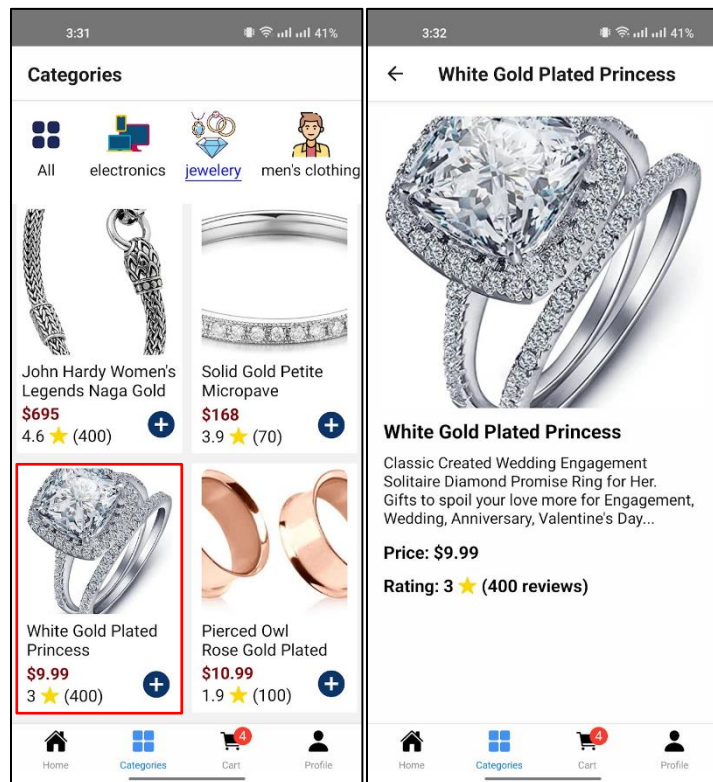 3:31
41%
Categories
All
electronics
jewelery
men's clothing
John Hardy Women's
Legends Naga Gold
$695
4.6 ⭐ (400)
Solid Gold Petite
Micropave
$168
3.9 ⭐ (70)
White Gold Plated
Princess
$9.99
3 ⭐ (400)
Pierced Owl
Rose Gold Plated
$10.99
1.9 ⭐ (100)
Home
Categories
4
Cart
Profile
3:32
41%
White Gold Plated Princess
White Gold Plated Princess
Classic Created Wedding Engagement
Solitaire Diamond Promise Ring for Her.
Gifts to spoil your love more for Engagement,
Wedding, Anniversary, Valentine's Day...
Price: $9.99
Rating: 3 ⭐ (400 reviews)
Home
Categories
4
Cart
Profile